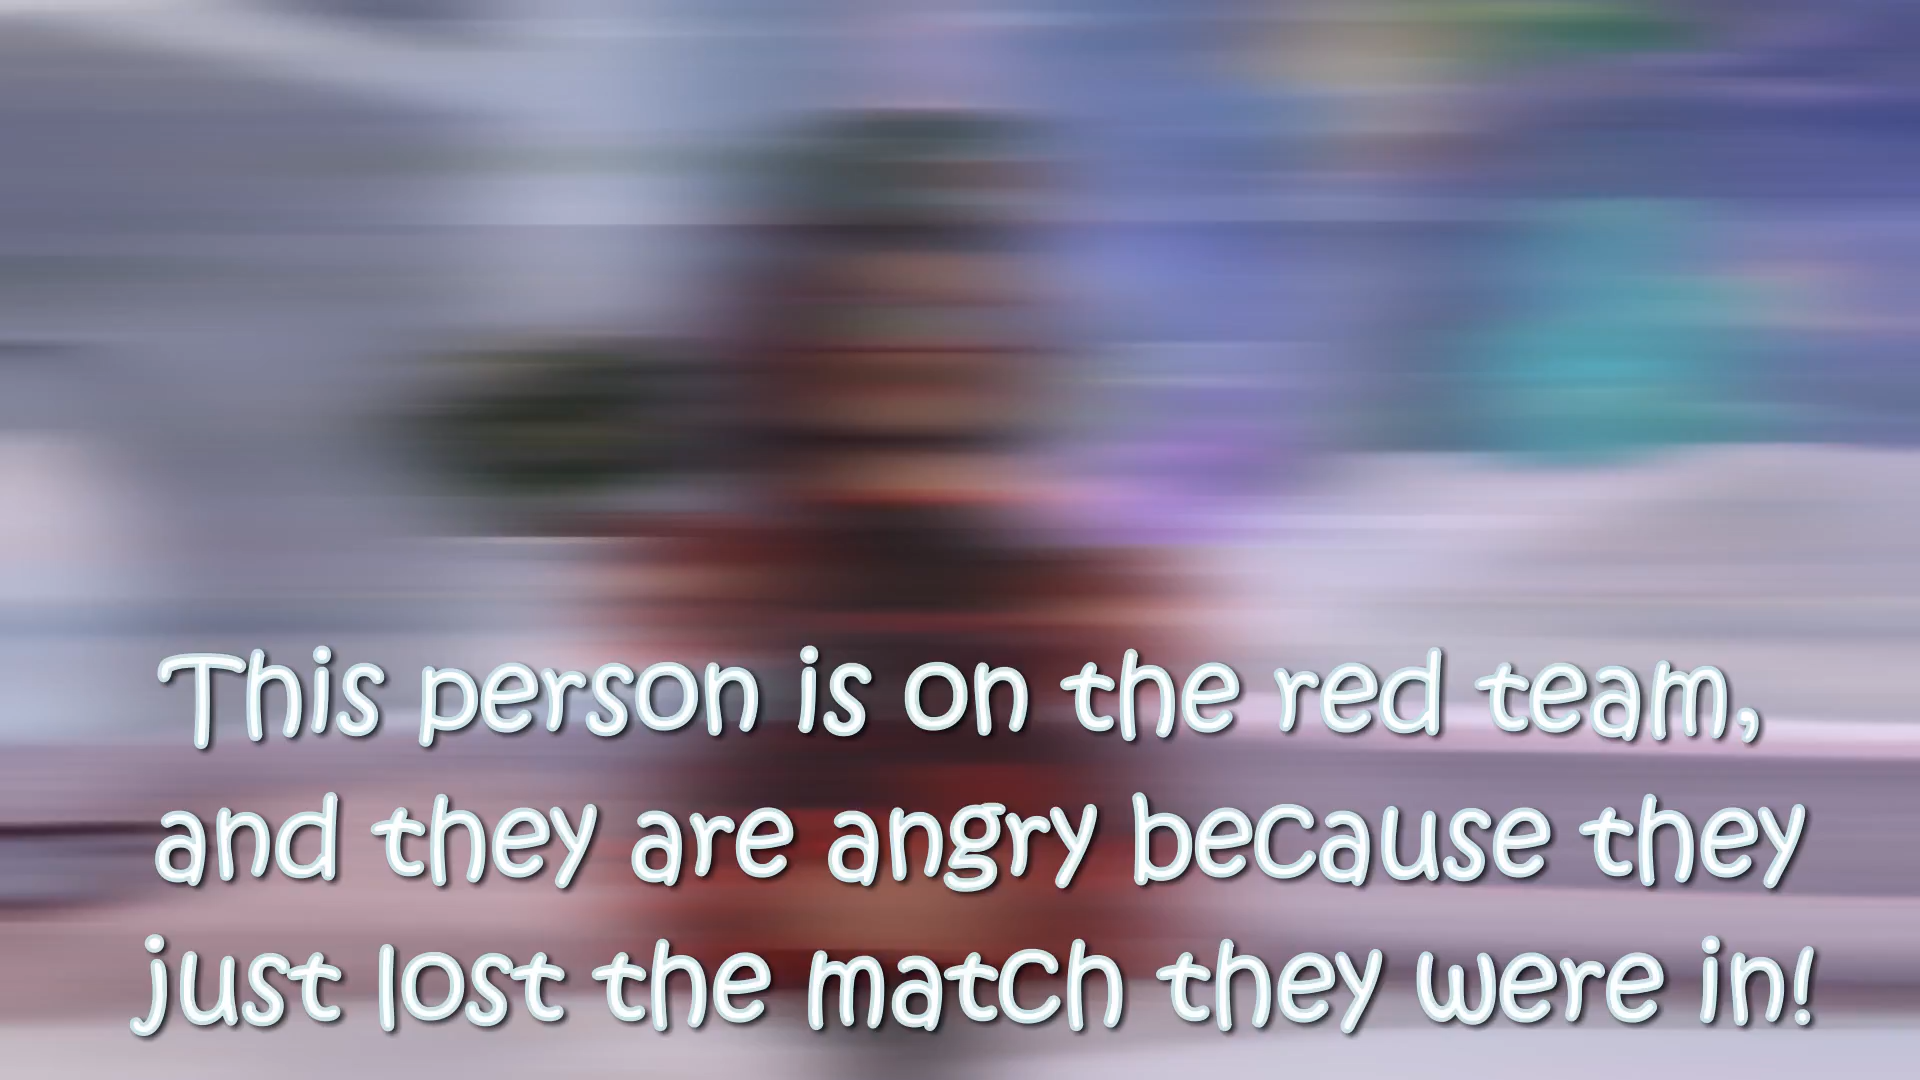 This person is on the red team,
and they are angry because they
just lost the match they were in!